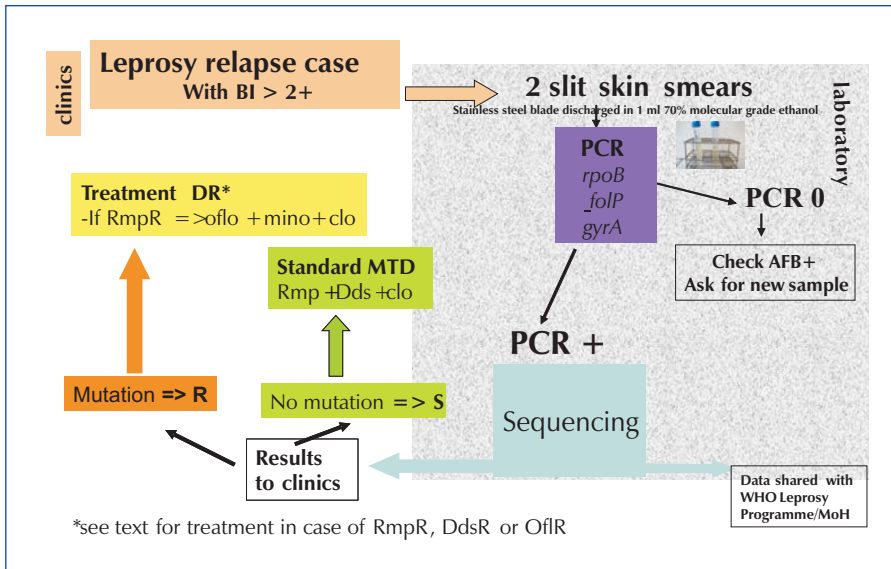 clinics
Leprosy relapse case
With BI > 2+
2 slit skin smears
Stainless steel blade discharged in 1 ml 70% molecular grade ethanol
laboratory
PCR
rpoB
_folP
gyrA
PCR 0
Check AFB+
Ask for new sample
Treatment DR*
-If RmpR =>oflo +mino+clo
Standard MTD
Rmp +Dds +clo
PCR +
Mutation => R
No mutation => S
Sequencing
Results
to clinics
Data shared with
WHO Leprosy
Programme/MoH
*see text for treatment in case of RmpR, DdsR or OflR